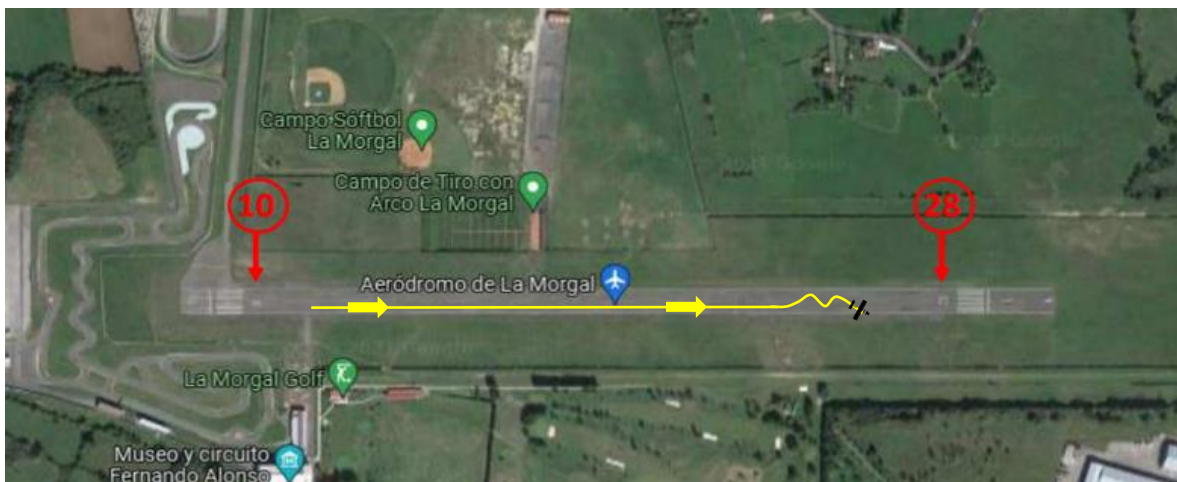 Campo Sóftbol
La Morgal
Campo de Tiro con
Arco La Morgal
10
28
Aeródromo de La Morgal
La Morgal Golf
Museo y circuito
Fernando Alonso